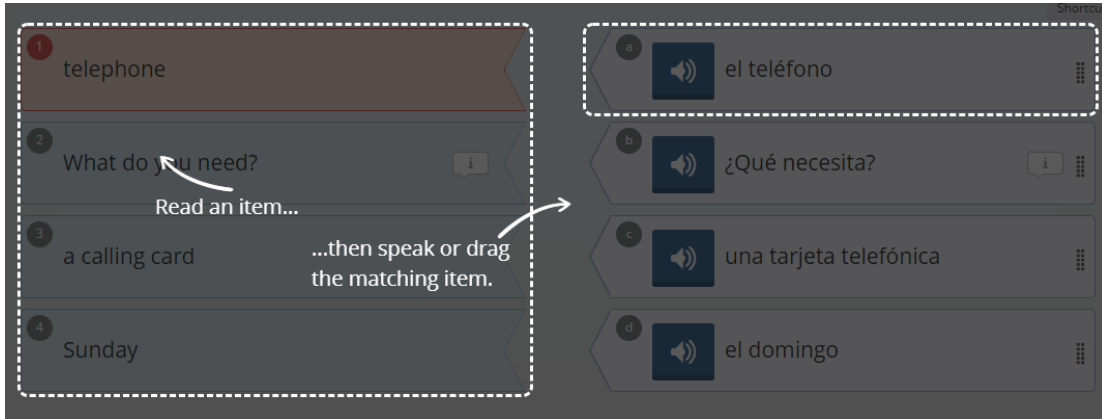 Shortcu
1
telephone
a
el teléfono
2
What do you need?
i
b
¿Qué necesita?
i
Read an item...
3
a calling card
...then speak or drag
the matching item.
c
una tarjeta telefónica
4
Sunday
d
el domingo